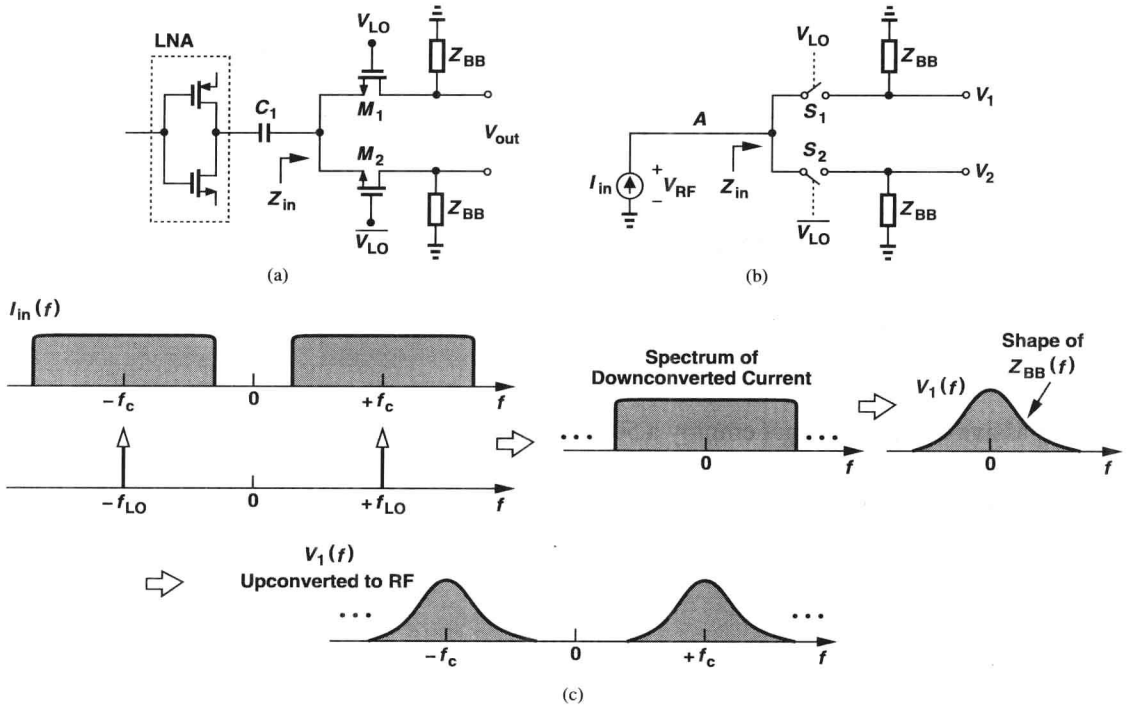 LNA
V_LO
Z_BB
C_1
M_1
V_out
M_2
Z_in
Z_BB
V_LO
(a)
V_LO
Z_BB
A
S_1
V_1
S_2
I_in
+
V_RF
−
Z_in
V_2
V_LO
Z_BB
(b)
I_in (f)
−f_c 0 +f_c f
−f_LO 0 +f_LO f
Spectrum of
Downconverted Current
... ...
0 f
Shape of
Z_BB (f)
V_1 (f)
0 f
V_1 (f)
Upconverted to RF
... ...
−f_c 0 +f_c f
(c)